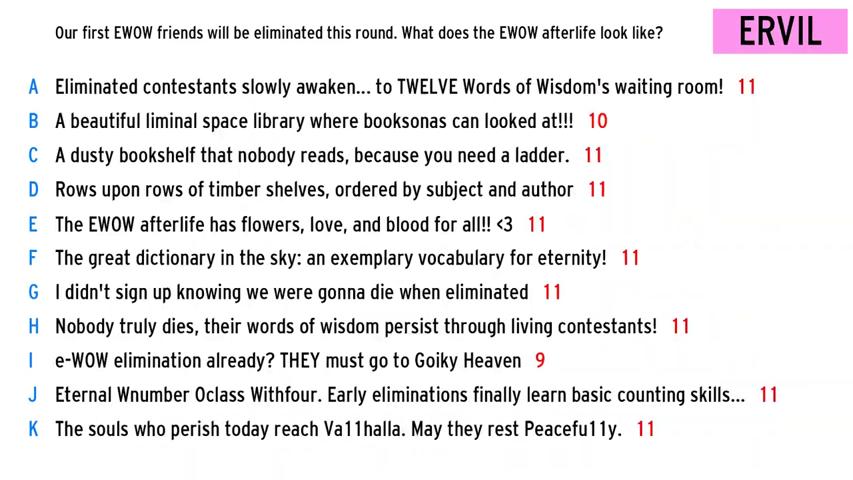 Our first EWOW friends will be eliminated this round. What does the EWOW afterlife look like?
ERVIL
A Eliminated contestants slowly awaken... to TWELVE Words of Wisdom's waiting room! 11
B A beautiful liminal space library where booksonas can looked at!!! 10
C A dusty bookshelf that nobody reads, because you need a ladder. 11
D Rows upon rows of timber shelves, ordered by subject and author 11
E The EWOW afterlife has flowers, love, and blood for all!! <3 11
F The great dictionary in the sky: an exemplary vocabulary for eternity! 11
G I didn't sign up knowing we were gonna die when eliminated 11
H Nobody truly dies, their words of wisdom persist through living contestants! 11
I e-WOW elimination already? THEY must go to Goiky Heaven 9
J Eternal Wnumber Oclass Withfour. Early eliminations finally learn basic counting skills... 11
K The souls who perish today reach Va11halla. May they rest Peacefu11y. 11